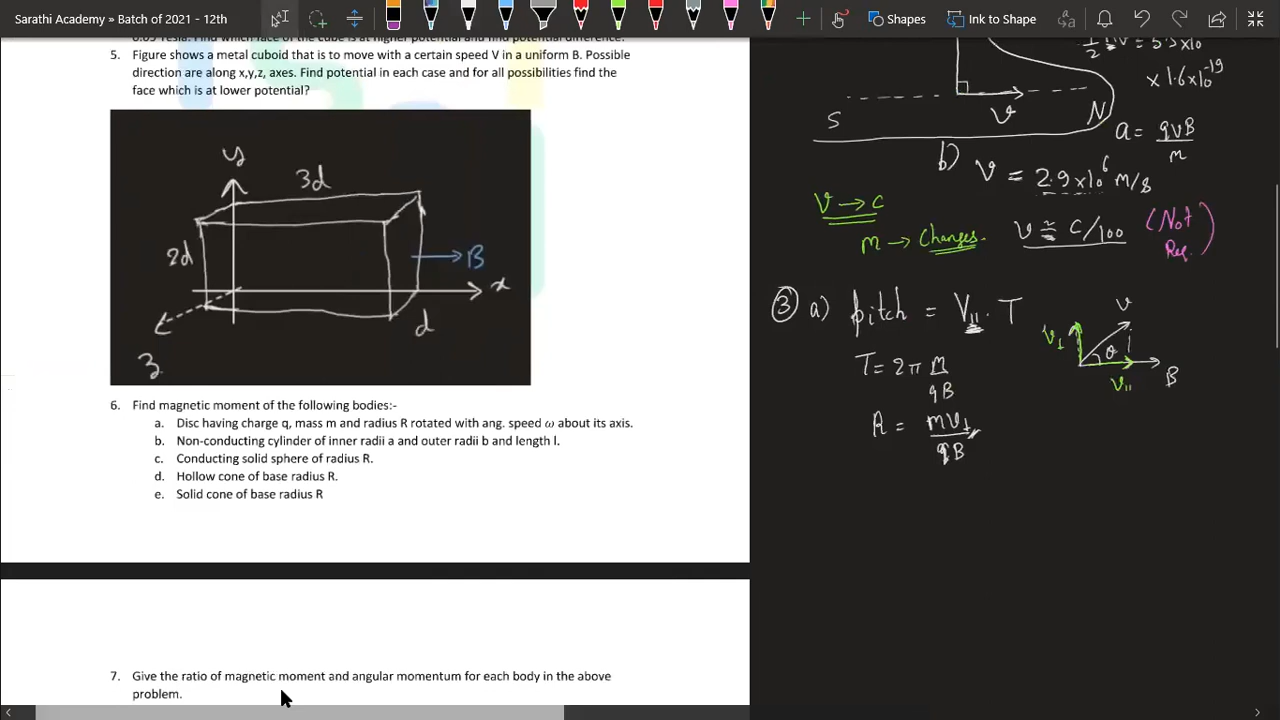 Sarathi Academy » Batch of 2021 - 12th
Shapes
Ink to Shape
5. Figure shows a metal cuboid that is to move with a certain speed V in a uniform B. Possible
direction are along x,y,z, axes. Find potential in each case and for all possibilities find the
face which is at lower potential?
y
3d
2d
B
x
d
3
6. Find magnetic moment of the following bodies:-
a. Disc having charge q, mass m and radius R rotated with ang. speed ω about its axis.
b. Non-conducting cylinder of inner radii a and outer radii b and length l.
c. Conducting solid sphere of radius R.
d. Hollow cone of base radius R.
e. Solid cone of base radius R
7. Give the ratio of magnetic moment and angular momentum for each body in the above
problem.
× 1.6×10⁻¹⁹
S
v
N
a = qvB/m
b) V = 2.9×10⁶ m/s
V → C
m → Changes.
v ≅ C/100 (Not Req.)
③ a) pitch = V_{||} . T
T = 2π m/qB
R = mv⊥/qB
v
V⊥
θ
V_{||}
B